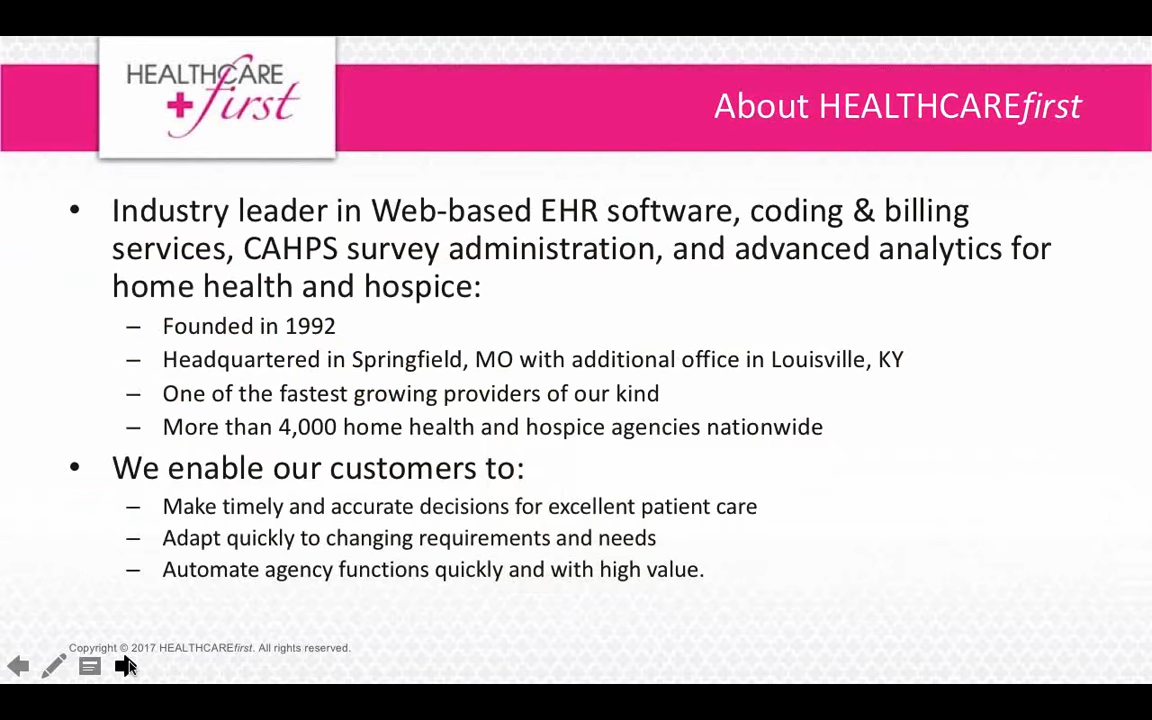 HEALTHCARE
first
About HEALTHCAREfirst
• Industry leader in Web-based EHR software, coding & billing
services, CAHPS survey administration, and advanced analytics for
home health and hospice:
– Founded in 1992
– Headquartered in Springfield, MO with additional office in Louisville, KY
– One of the fastest growing providers of our kind
– More than 4,000 home health and hospice agencies nationwide
• We enable our customers to:
– Make timely and accurate decisions for excellent patient care
– Adapt quickly to changing requirements and needs
– Automate agency functions quickly and with high value.
Copyright © 2017 HEALTHCAREfirst. All rights reserved.